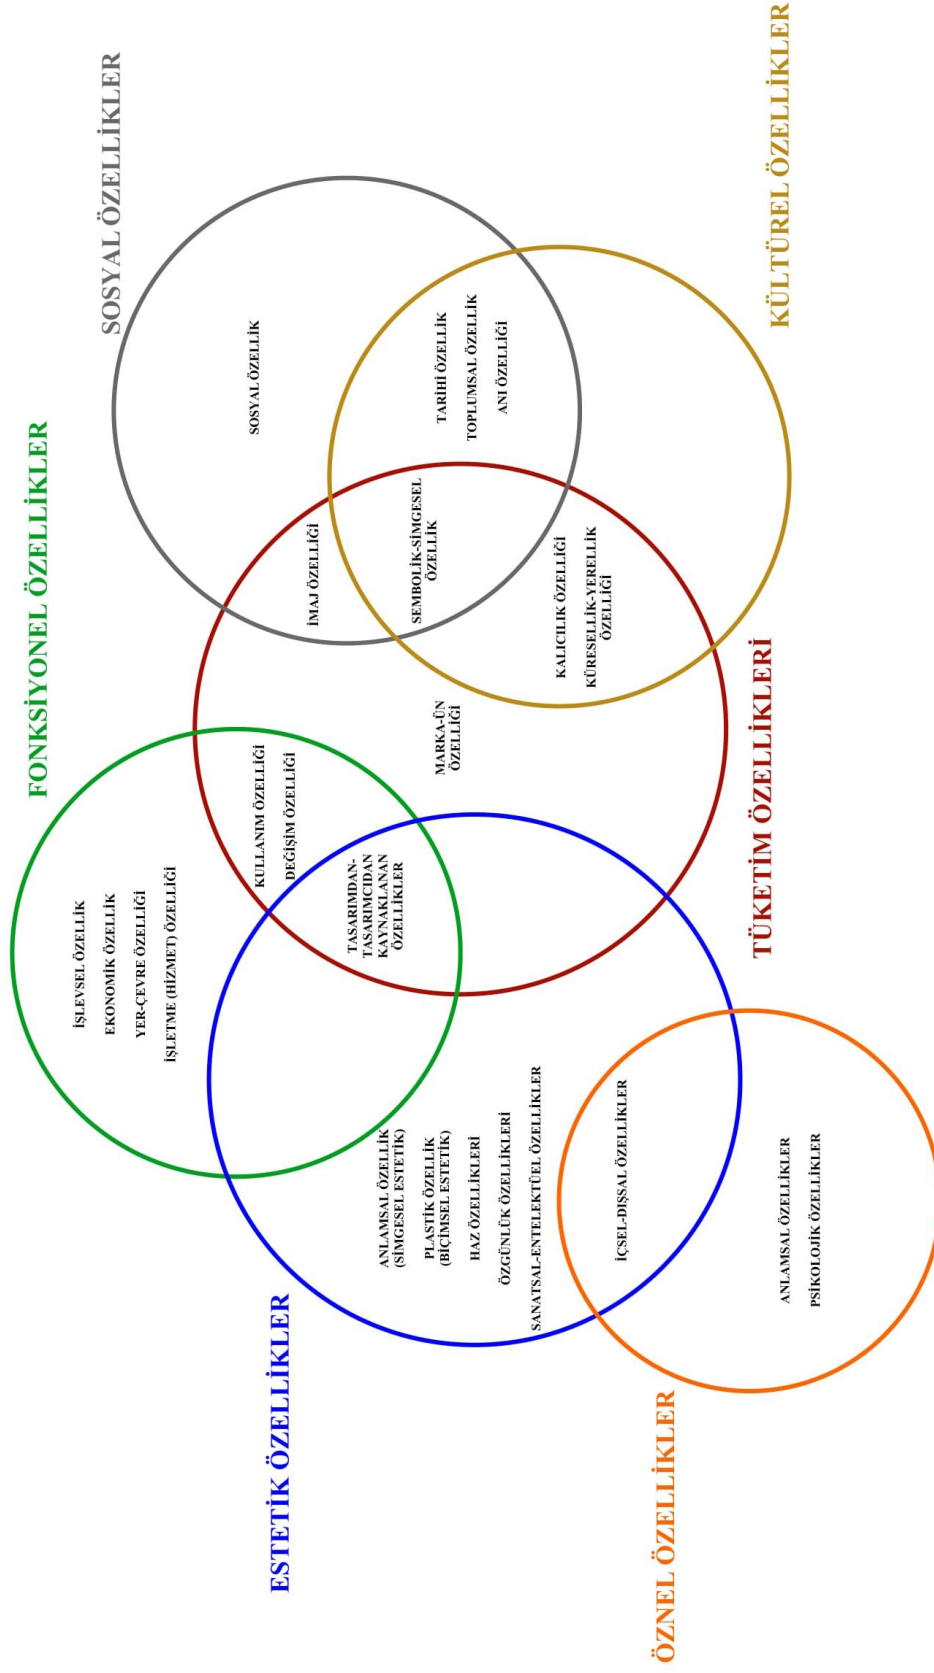 FONKSİYONEL ÖZELLİKLER
SOSYAL ÖZELLİKLER
İŞLEVSEL ÖZELLİK
EKONOMİK ÖZELLİK
YER-ÇEVRE ÖZELLİĞİ
İŞLETME (HİZMET) ÖZELLİĞİ
SOSYAL ÖZELLİK
ESTETİK ÖZELLİKLER
KULLANIM ÖZELLİĞİ
DEĞİŞİM ÖZELLİĞİ
İMAJ ÖZELLİĞİ
TASARIMDAN-
TASARIMCIDAN
KAYNAKLANAN
ÖZELLİKLER
ANLAMSAL ÖZELLİK
(SİMGESEL ESTETİK)
PLASTİK ÖZELLİK
(BİÇİMSEL ESTETİK)
HAZ ÖZELLİKLERİ
ÖZGÜNLÜK ÖZELLİKLERİ
SANATSAL-ENTELEKTÜEL ÖZELLİKLER
MARKA-ÜN
ÖZELLİĞİ
SEMBOLİK-SİMGESEL
ÖZELLİK
TARİHİ ÖZELLİK
TOPLUMSAL ÖZELLİK
ANI ÖZELLİĞİ
KALICILIK ÖZELLİĞİ
KÜRESELLİK-YERELLİK
ÖZELLİĞİ
İÇSEL-DIŞSAL ÖZELLİKLER
ÖZNEL ÖZELLİKLER
TÜKETİM ÖZELLİKLERİ
KÜLTÜREL ÖZELLİKLER
ANLAMSAL ÖZELLİKLER
PSİKOLOJİK ÖZELLİKLER